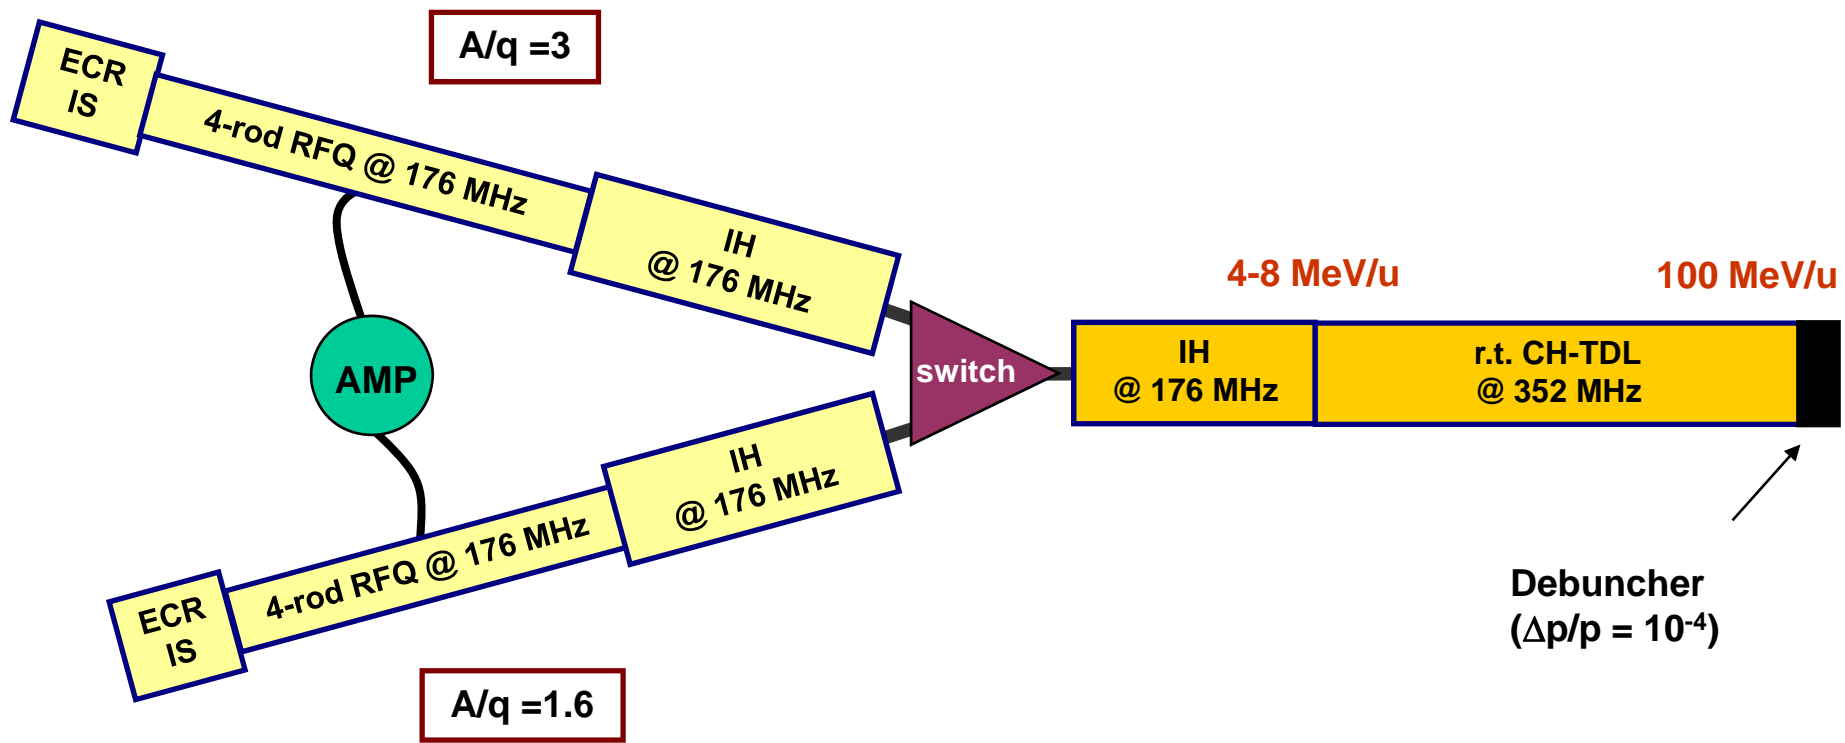 A/q =3
ECR
IS
4-rod RFQ @ 176 MHz
IH
@ 176 MHz
AMP
switch
4-8 MeV/u
100 MeV/u
IH
@ 176 MHz
r.t. CH-TDL
@ 352 MHz
IH
@ 176 MHz
4-rod RFQ @ 176 MHz
ECR
IS
Debuncher
(Δp/p = 10⁻⁴)
A/q =1.6